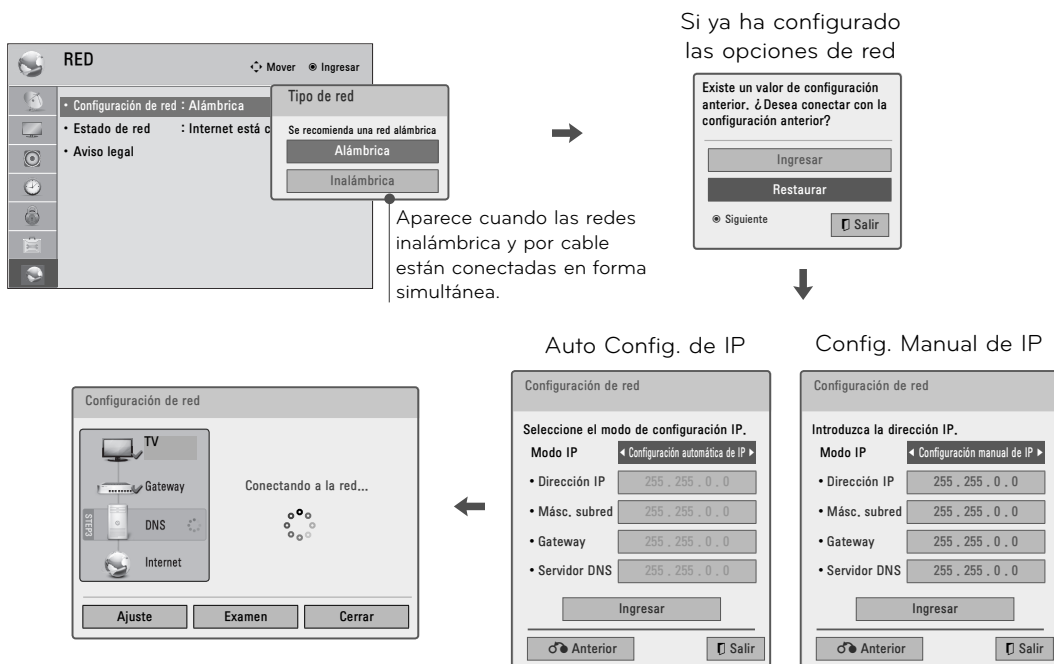 Si ya ha configurado
las opciones de red
RED
Mover
Ingresar
• Configuración de red : Alámbrica
• Estado de red : Internet está c
• Aviso legal
Tipo de red
Se recomienda una red alámbrica
Alámbrica
Inalámbrica
Aparece cuando las redes
inalámbrica y por cable
están conectadas en forma
simultánea.
Existe un valor de configuración
anterior. ¿Desea conectar con la
configuración anterior?
Ingresar
Restaurar
Siguiente
Salir
Auto Config. de IP
Configuración de red
Seleccione el modo de configuración IP.
Modo IP ◀ Configuración automática de IP ▶
• Dirección IP 255 . 255 . 0 . 0
• Másc. subred 255 . 255 . 0 . 0
• Gateway 255 . 255 . 0 . 0
• Servidor DNS 255 . 255 . 0 . 0
Ingresar
Anterior
Salir
Config. Manual de IP
Configuración de red
Introduzca la dirección IP.
Modo IP ◀ Configuración manual de IP ▶
• Dirección IP 255 . 255 . 0 . 0
• Másc. subred 255 . 255 . 0 . 0
• Gateway 255 . 255 . 0 . 0
• Servidor DNS 255 . 255 . 0 . 0
Ingresar
Anterior
Salir
Configuración de red
TV
Gateway
STEP3
DNS
Internet
Conectando a la red...
Ajuste
Examen
Cerrar